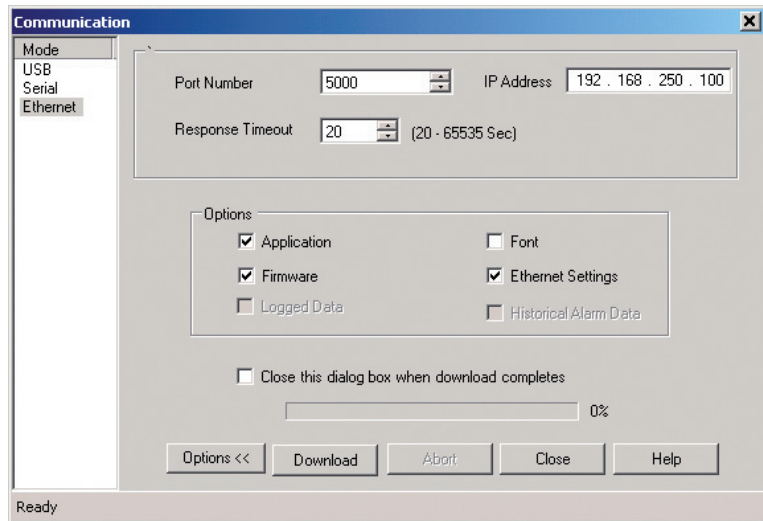 Communication
Mode
USB
Serial
Ethernet
Port Number 5000 IP Address 192 . 168 . 250 . 100
Response Timeout 20 (20 - 65535 Sec)
Options
Application Font
Firmware Ethernet Settings
Logged Data Historical Alarm Data
Close this dialog box when download completes
0%
Options << Download Abort Close Help
Ready